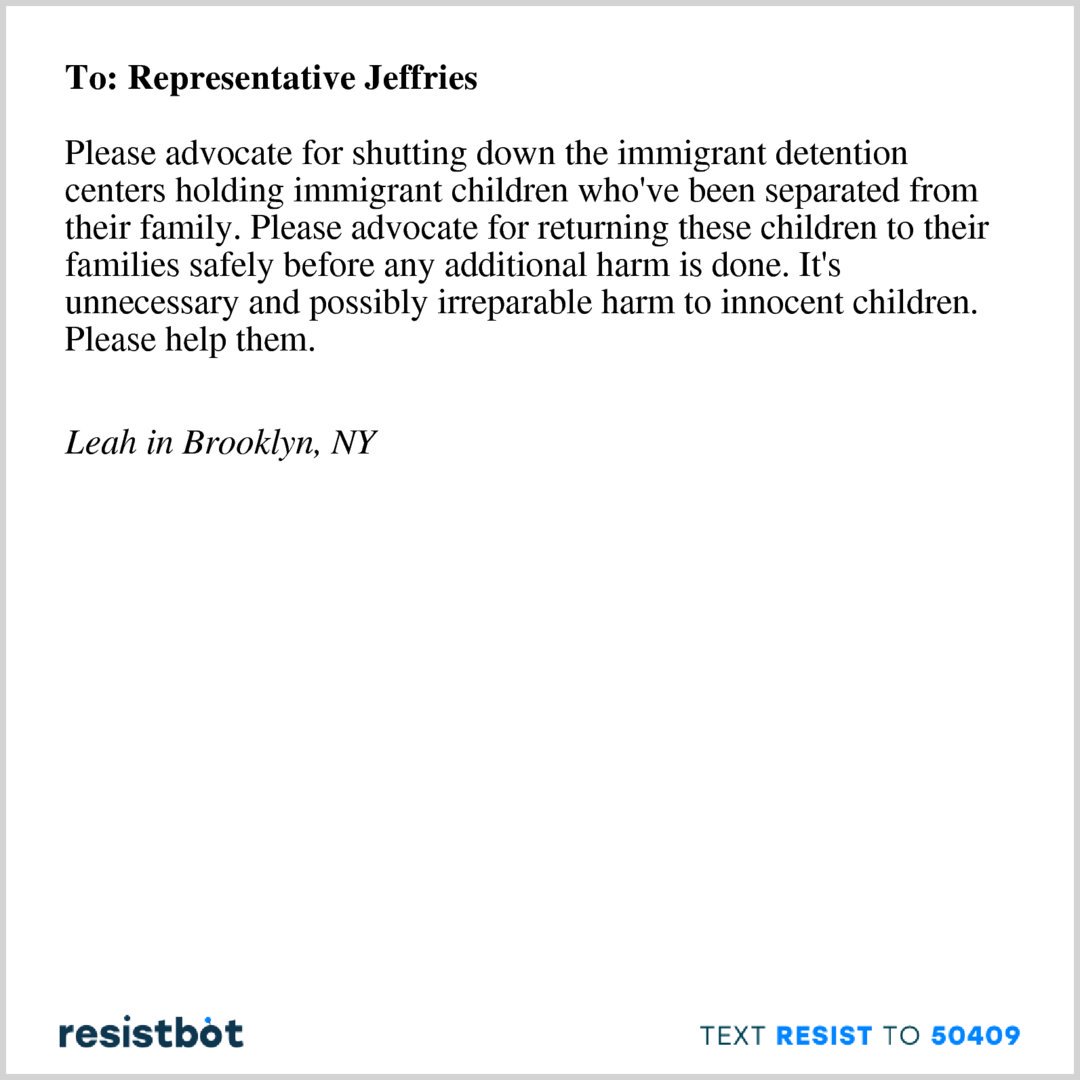 To: Representative Jeffries
Please advocate for shutting down the immigrant detention
centers holding immigrant children who've been separated from
their family. Please advocate for returning these children to their
families safely before any additional harm is done. It's
unnecessary and possibly irreparable harm to innocent children.
Please help them.
Leah in Brooklyn, NY
resistbot
TEXT RESIST TO 50409